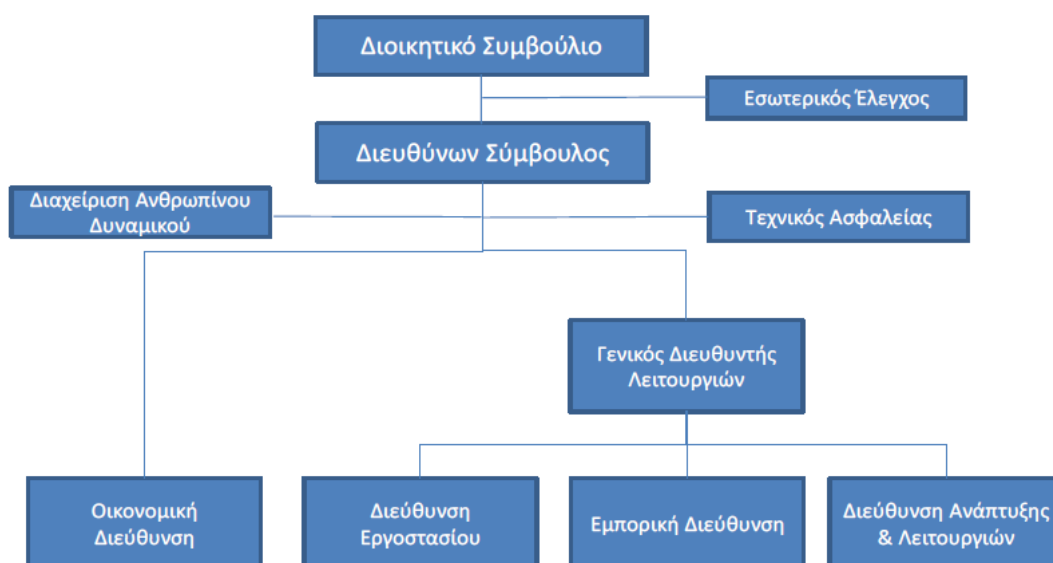 Διοικητικό Συμβούλιο
Εσωτερικός Έλεγχος
Διευθύνων Σύμβουλος
Διαχείριση Ανθρωπίνου
Δυναμικού
Τεχνικός Ασφαλείας
Γενικός Διευθυντής
Λειτουργιών
Οικονομική
Διεύθυνση
Διεύθυνση
Εργοστασίου
Εμπορική Διεύθυνση
Διεύθυνση Ανάπτυξης
& Λειτουργιών